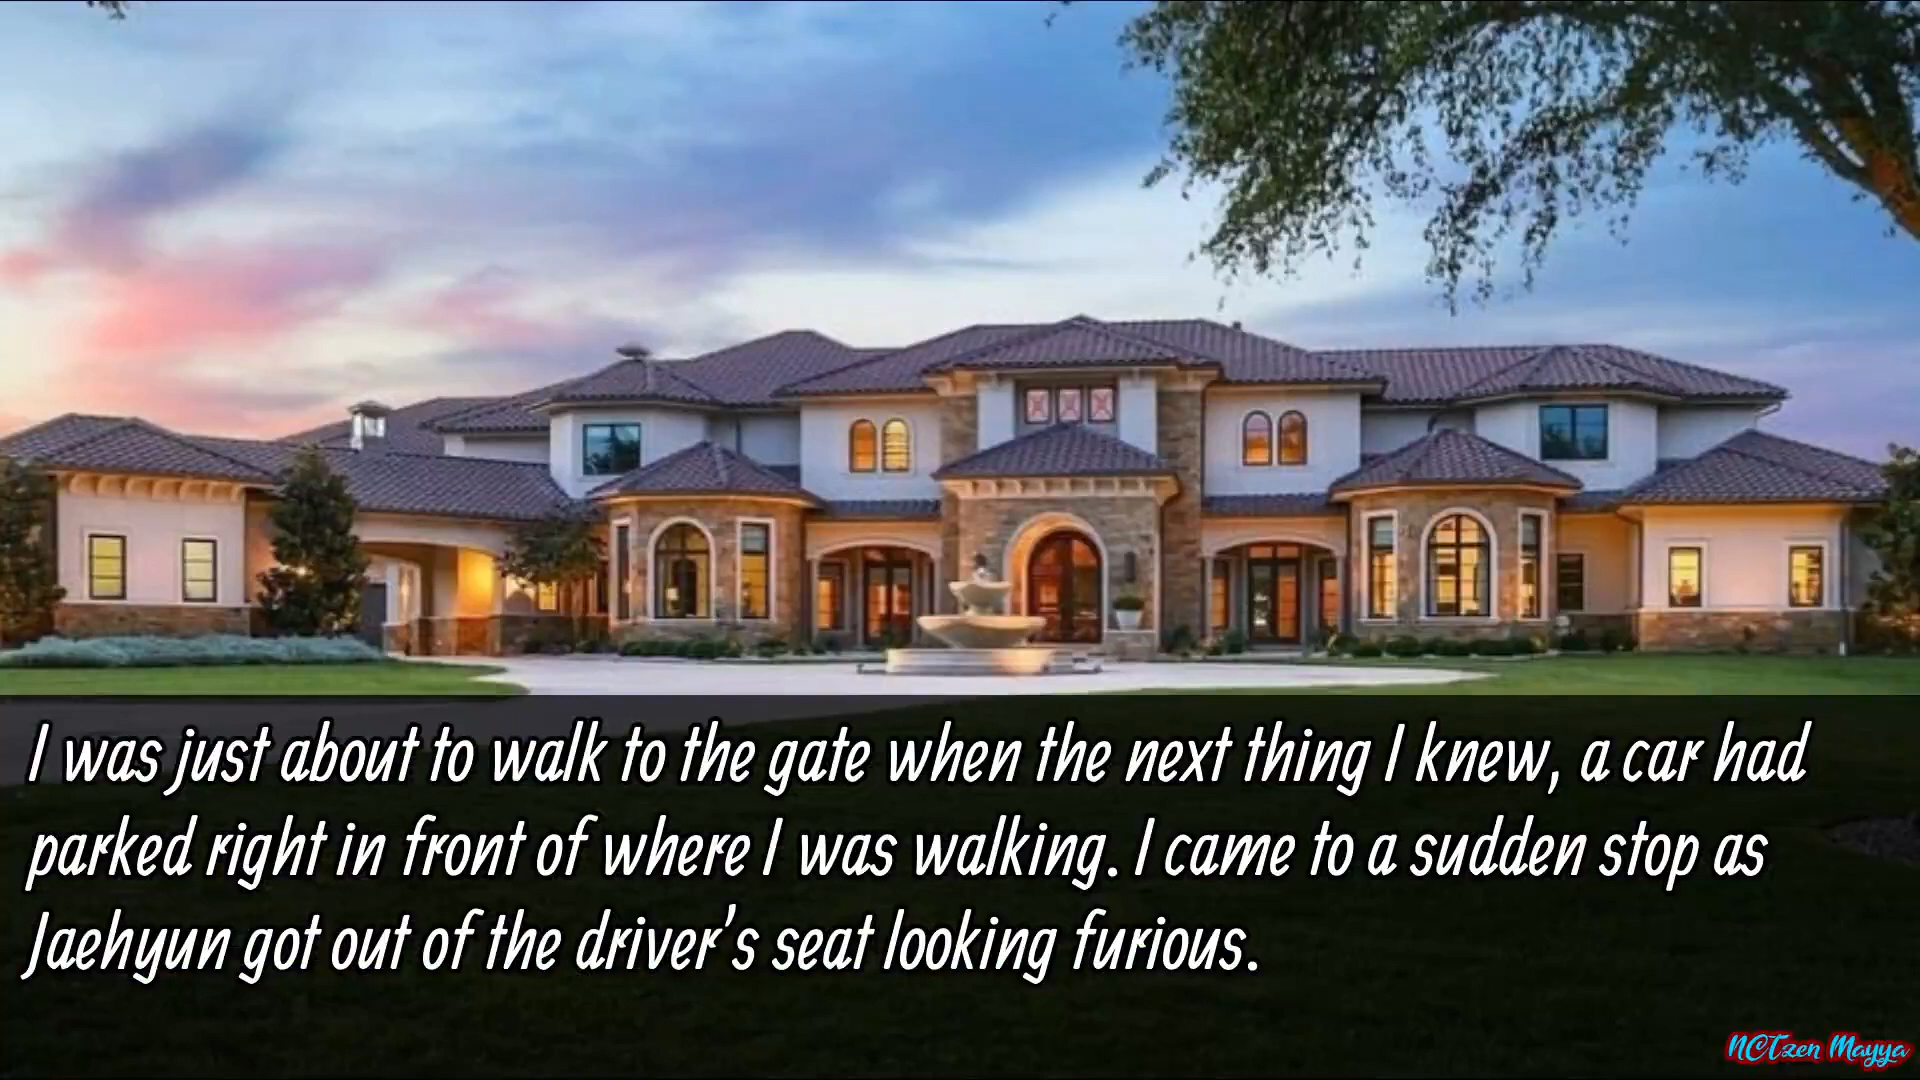 I was just about to walk to the gate when the next thing I knew, a car had
parked right in front of where I was walking. I came to a sudden stop as
Jaehyun got out of the driver's seat looking furious.
NCTzen Mayya